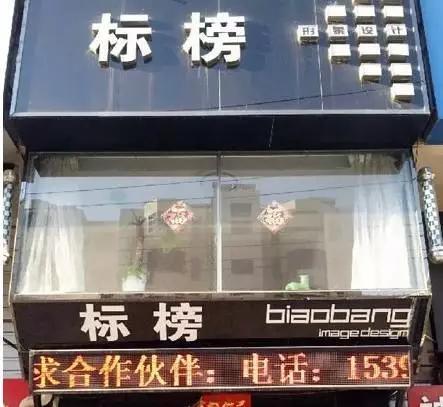 标榜
形象设计
标榜
biaobang
image design
求合作伙伴：电话：1539